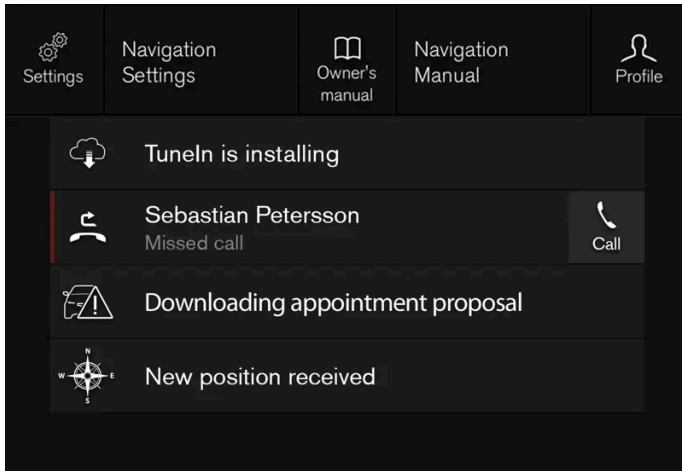 Settings
Navigation
Settings
Owner's
manual
Navigation
Manual
Profile
TuneIn is installing
Sebastian Petersson
Missed call
Call
Downloading appointment proposal
N
W E
S
New position received